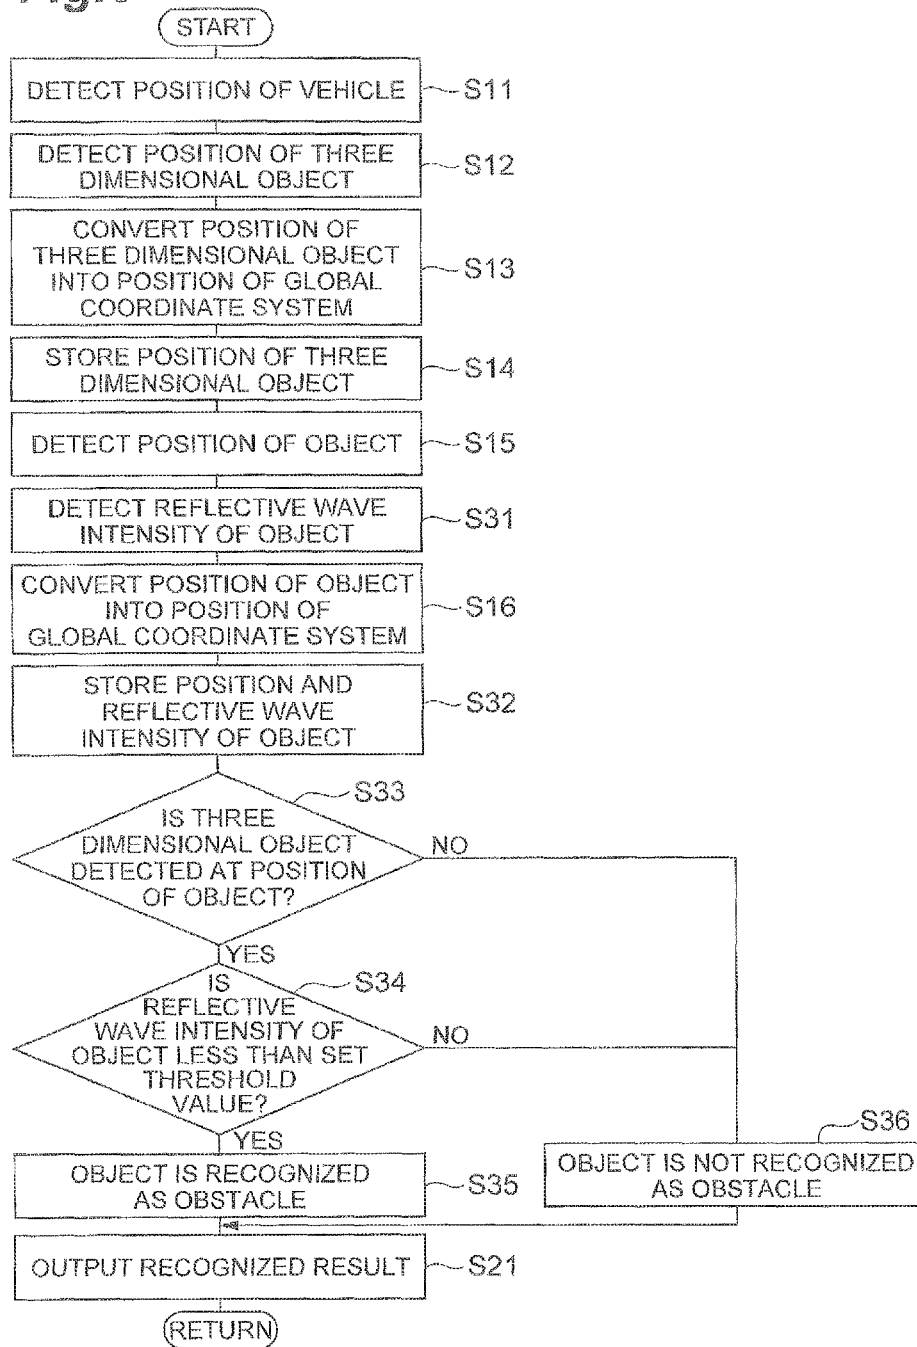 START
DETECT POSITION OF VEHICLE
S11
DETECT POSITION OF THREE
DIMENSIONAL OBJECT
S12
CONVERT POSITION OF
THREE DIMENSIONAL OBJECT
INTO POSITION OF GLOBAL
COORDINATE SYSTEM
S13
STORE POSITION OF THREE
DIMENSIONAL OBJECT
S14
DETECT POSITION OF OBJECT
S15
DETECT REFLECTIVE WAVE
INTENSITY OF OBJECT
S31
CONVERT POSITION OF OBJECT
INTO POSITION OF
GLOBAL COORDINATE SYSTEM
S16
STORE POSITION AND
REFLECTIVE WAVE
INTENSITY OF OBJECT
S32
S33
IS THREE
DIMENSIONAL OBJECT
DETECTED AT POSITION
OF OBJECT?
NO
YES
S34
IS
REFLECTIVE
WAVE INTENSITY OF
OBJECT LESS THAN SET
THRESHOLD
VALUE?
NO
YES
OBJECT IS RECOGNIZED
AS OBSTACLE
S35
S36
OBJECT IS NOT RECOGNIZED
AS OBSTACLE
OUTPUT RECOGNIZED RESULT
S21
RETURN